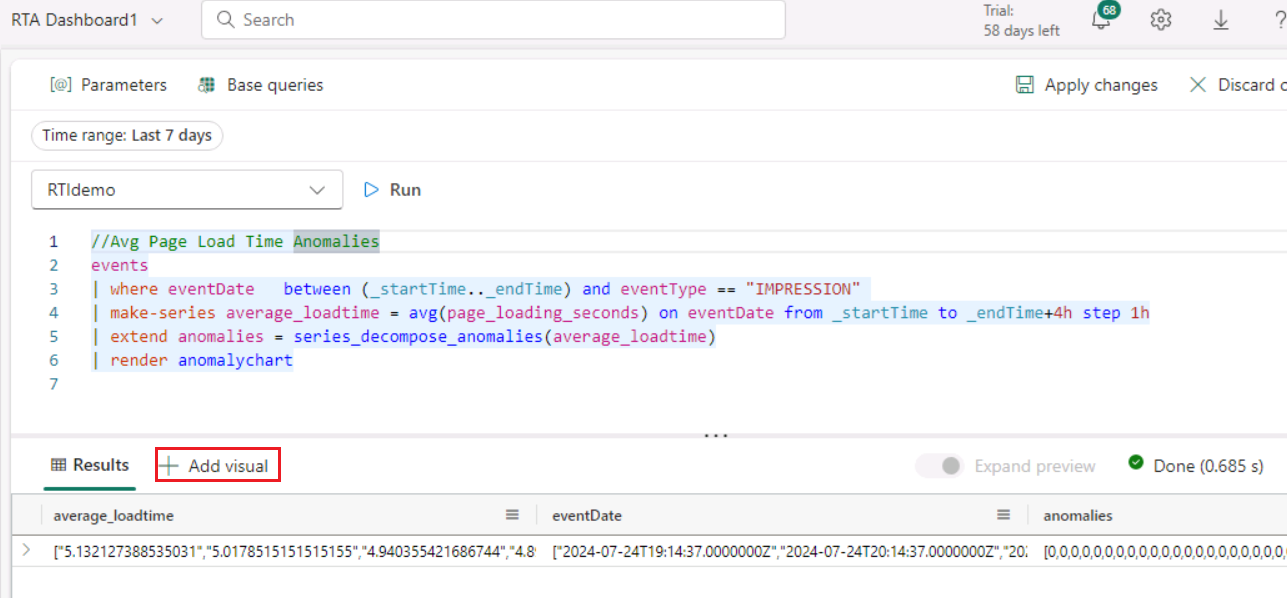 RTA Dashboard1
Search
Trial:
58 days left
68
?
[@] Parameters
Base queries
Apply changes
Discard c
Time range: Last 7 days
RTIdemo
Run
1 //Avg Page Load Time Anomalies
2 events
3 | where eventDate   between (_startTime.._endTime) and eventType == "IMPRESSION"
4 | make-series average_loadtime = avg(page_loading_seconds) on eventDate from _startTime to _endTime+4h step 1h
5 | extend anomalies = series_decompose_anomalies(average_loadtime)
6 | render anomalychart
7
Results
+ Add visual
Expand preview
Done (0.685 s)
average_loadtime eventDate anomalies
["5.132127388535031","5.0178515151515155","4.940355421686744","4.89 ["2024-07-24T19:14:37.0000000Z","2024-07-24T20:14:37.0000000Z","202 [0,0,0,0,0,0,0,0,0,0,0,0,0,0,0,0,0,0,0,0,0,0